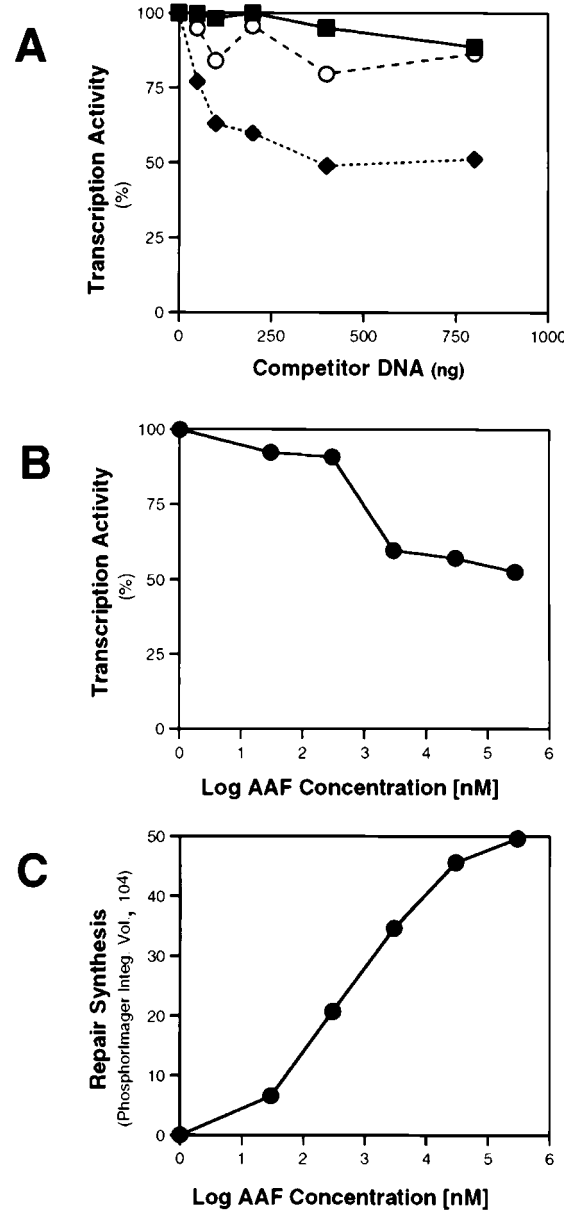 A
Transcription Activity
(%)
100
75
50
25
0
0 250 500 750 1000
Competitor DNA (ng)
B
Transcription Activity
(%)
100
75
50
25
0
0 1 2 3 4 5 6
Log AAF Concentration [nM]
C
Repair Synthesis
(PhosphorImager Integ. Vol., 104)
50
40
30
20
10
0
0 1 2 3 4 5 6
Log AAF Concentration [nM]